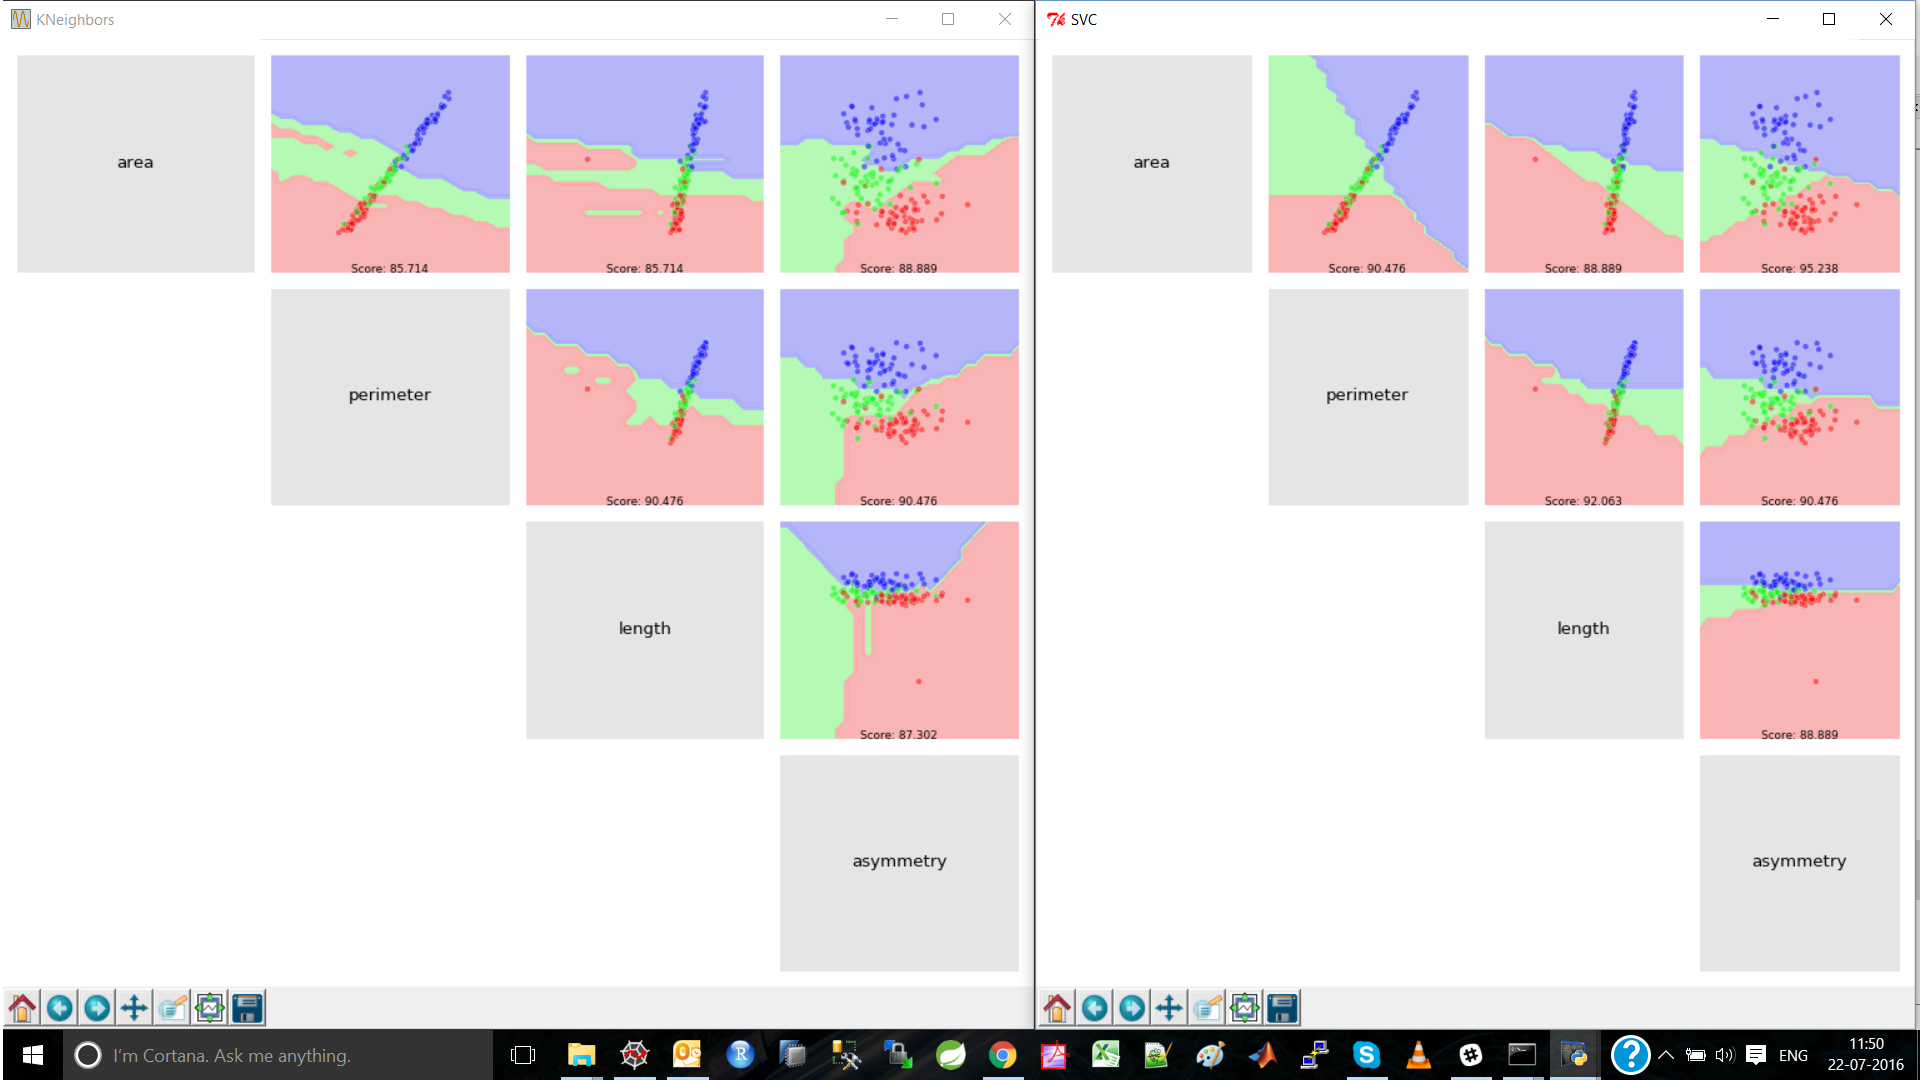 KNeighbors
area
Score: 85.714
Score: 85.714
Score: 88.889
perimeter
Score: 90.476
Score: 90.476
length
Score: 87.302
asymmetry
SVC
area
Score: 90.476
Score: 88.889
Score: 95.238
perimeter
Score: 92.063
Score: 90.476
length
Score: 88.889
asymmetry
I'm Cortana. Ask me anything.
ENG
11:50
22-07-2016